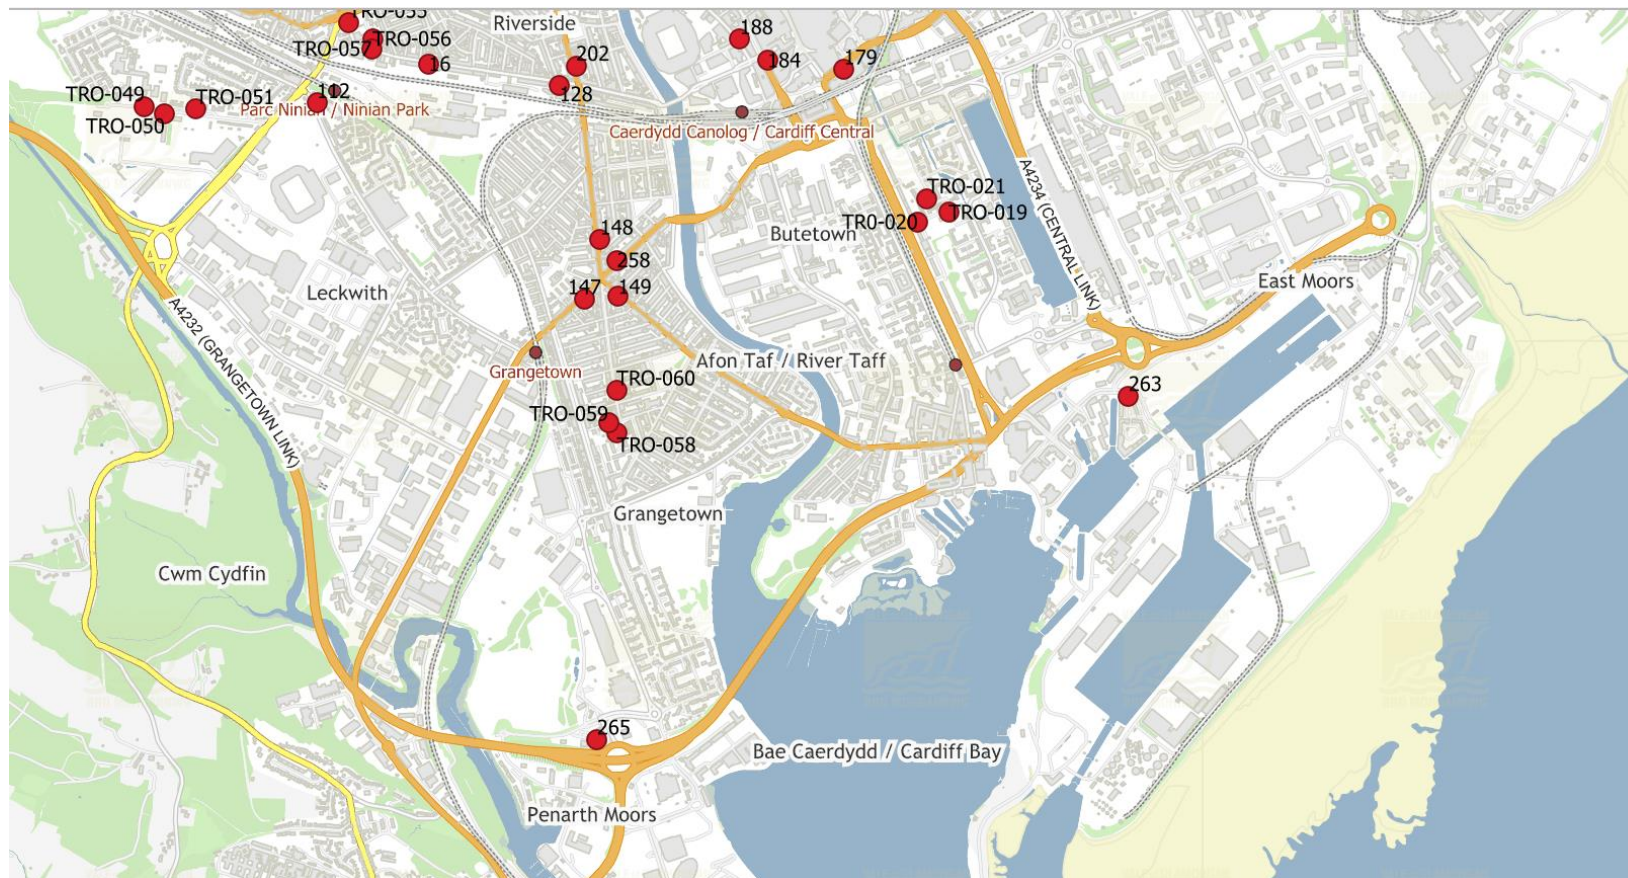 TRO-055
Riverside
TRO-056
TRO-057
16
188
184
179
202
128
TRO-049
TRO-050
TRO-051
112
Parc Ninian / Ninian Park
Caerdydd Canolog / Cardiff Central
A4234 (CENTRAL LINK)
TRO-021
TRO-019
TR0-020
Butetown
148
258
147
149
East Moors
Leckwith
A4232 (GRANGETOWN LINK)
Afon Taf / River Taff
Grangetown
TRO-060
263
TRO-059
TRO-058
Grangetown
Cwm Cydfin
265
Bae Caerdydd / Cardiff Bay
Penarth Moors